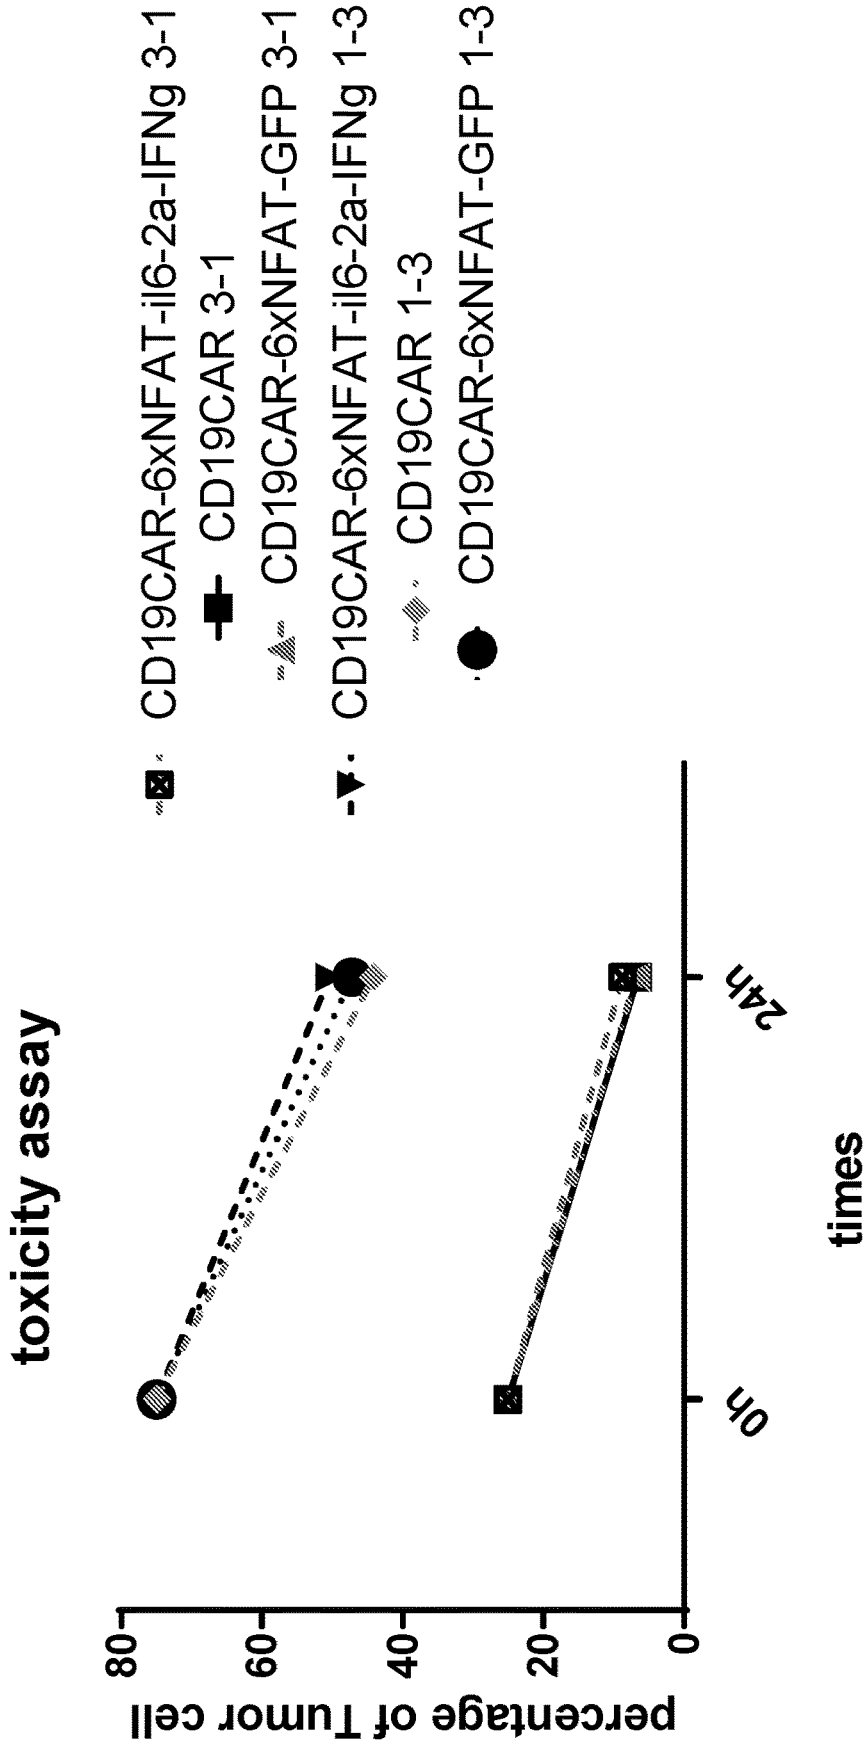 toxicity assay
percentage of Tumor cell
80
60
40
20
0
0h
24h
times
CD19CAR-6xNFAT-il6-2a-IFNg 3-1
CD19CAR 3-1
CD19CAR-6xNFAT-GFP 3-1
CD19CAR-6xNFAT-il6-2a-IFNg 1-3
CD19CAR 1-3
CD19CAR-6xNFAT-GFP 1-3